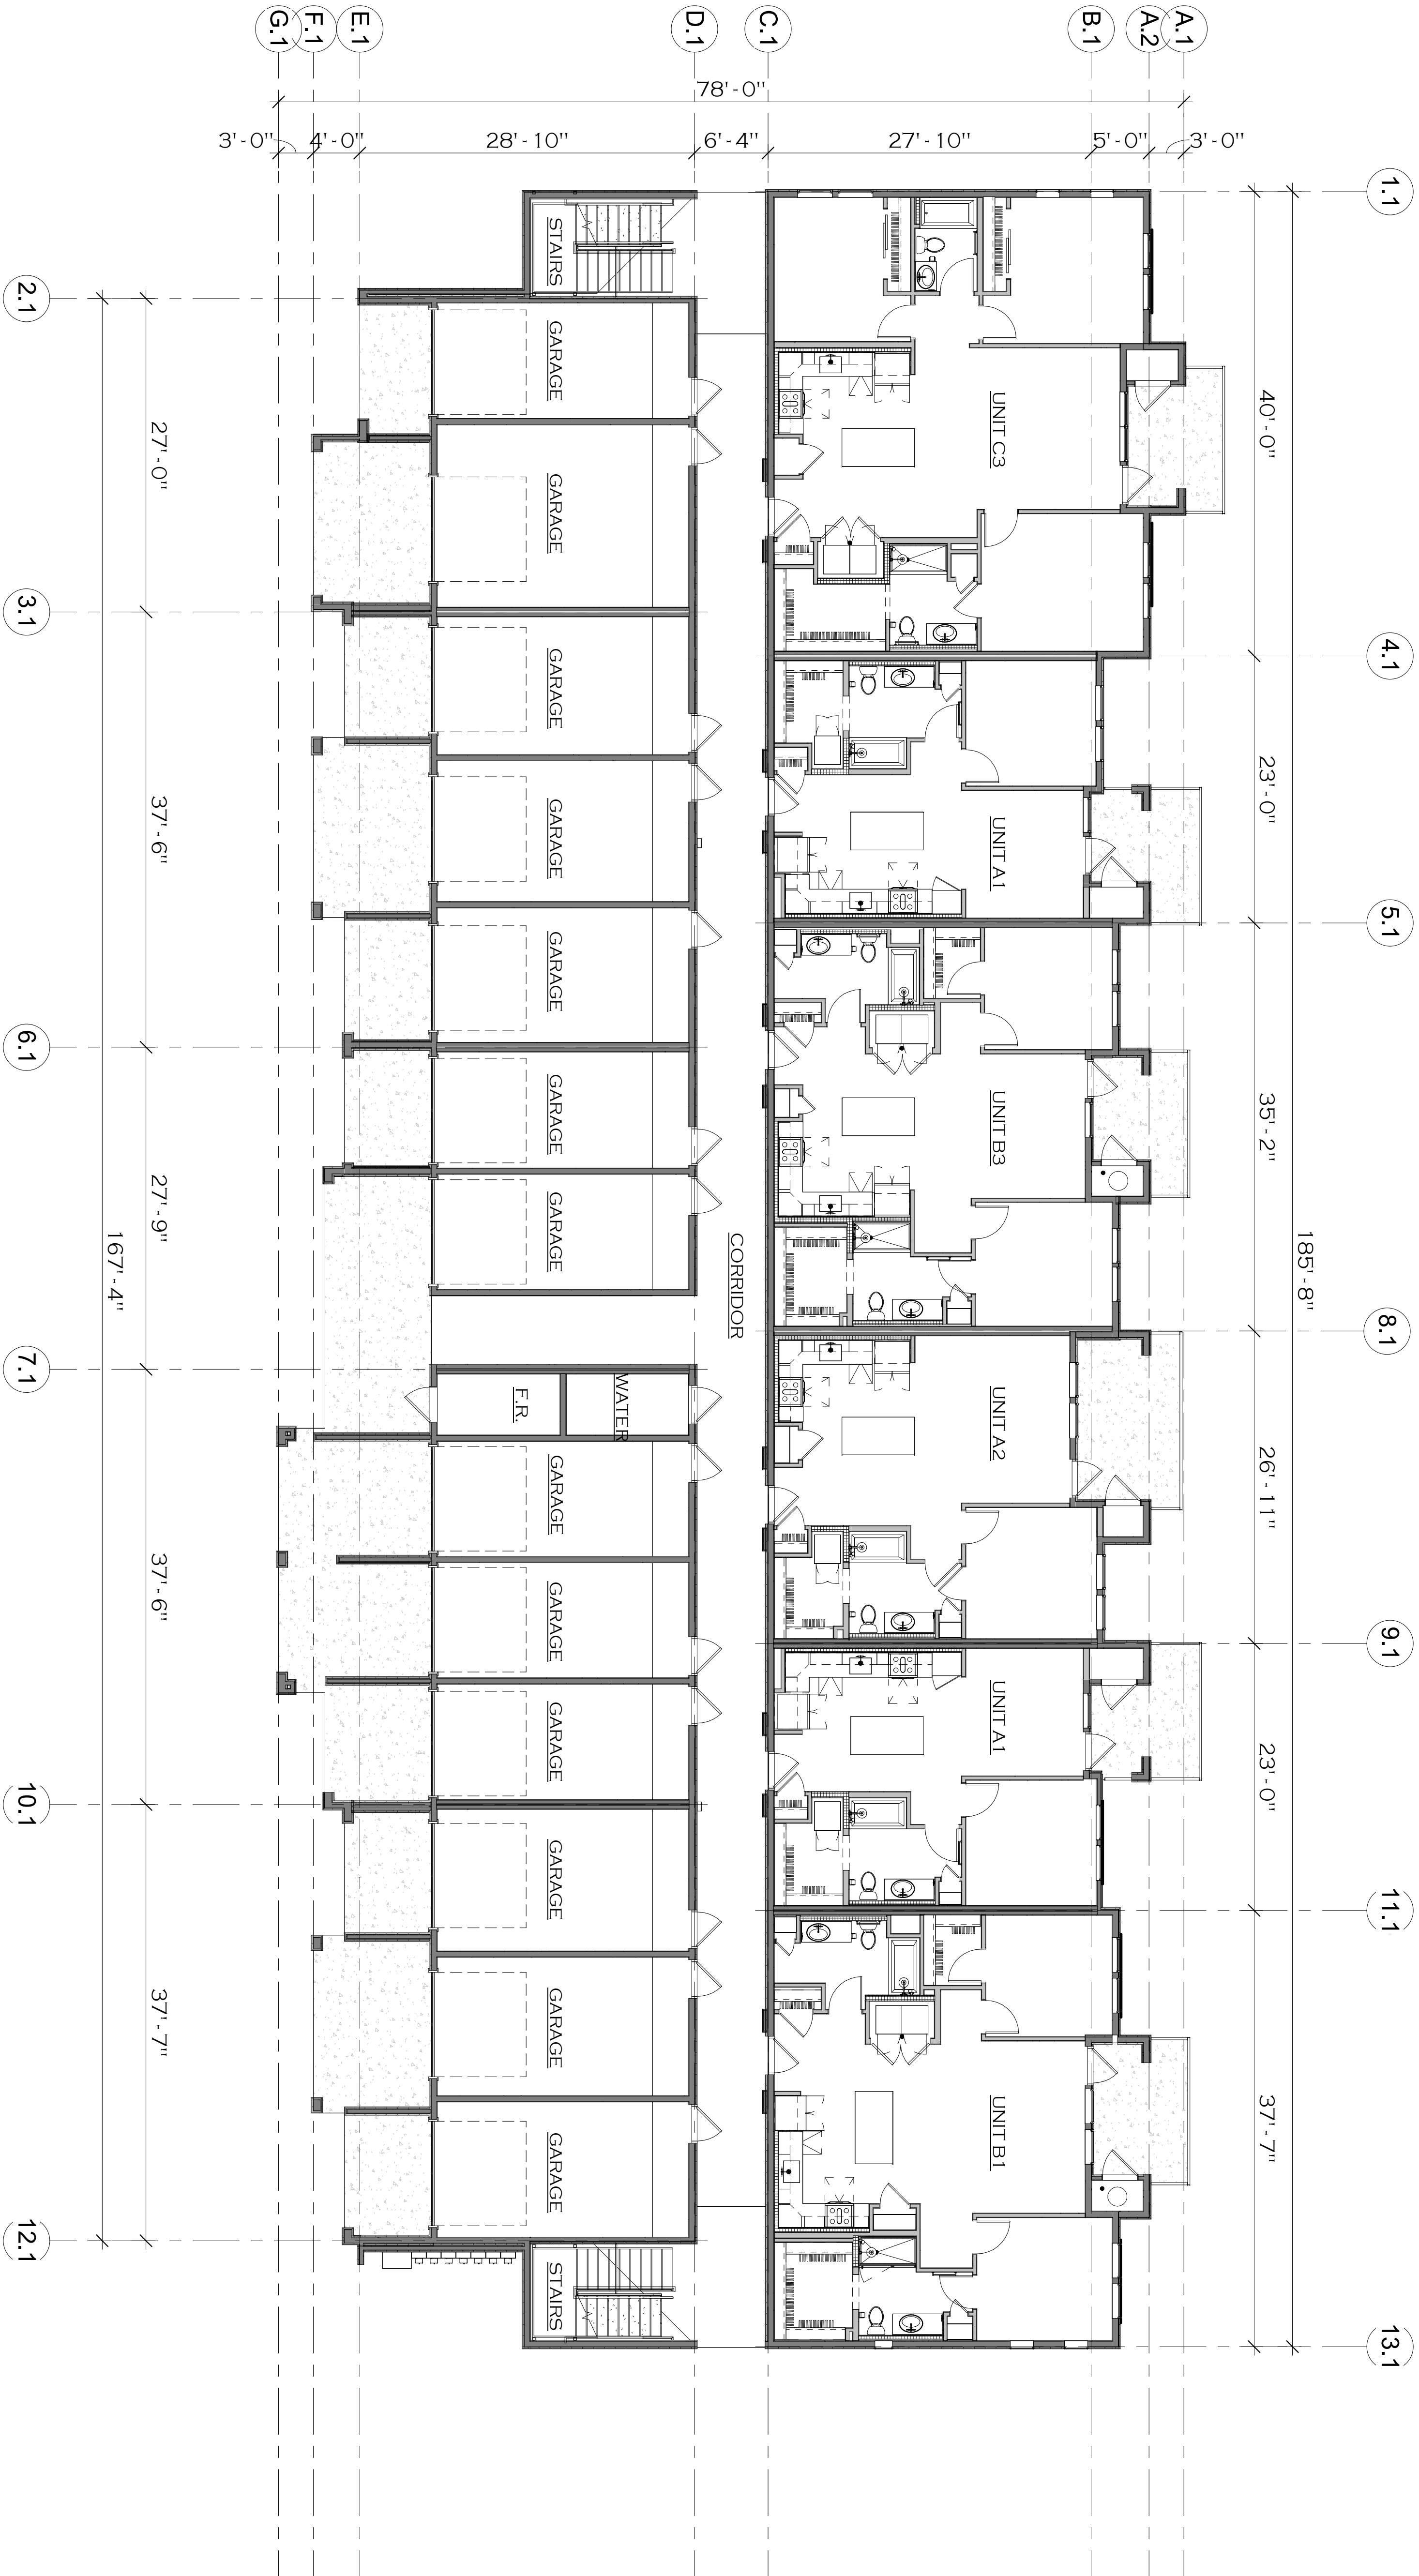 1.1
4.1
5.1
8.1
9.1
11.1
13.1
185'-8"
40'-0"
23'-0"
35'-2"
26'-11"
23'-0"
37'-7"
A.1
A.2
B.1
C.1
D.1
E.1
F.1
G.1
3'-0"
5'-0"
27'-10"
6'-4"
28'-10"
4'-0"
3'-0"
78'-0"
UNIT C3
UNIT A1
UNIT B3
UNIT A2
UNIT A1
UNIT B1
CORRIDOR
STAIRS
GARAGE
GARAGE
GARAGE
GARAGE
GARAGE
GARAGE
GARAGE
WATER
F.R.
GARAGE
GARAGE
GARAGE
GARAGE
GARAGE
GARAGE
STAIRS
27'-0"
37'-6"
27'-9"
37'-6"
37'-7"
167'-4"
2.1
3.1
6.1
7.1
10.1
12.1